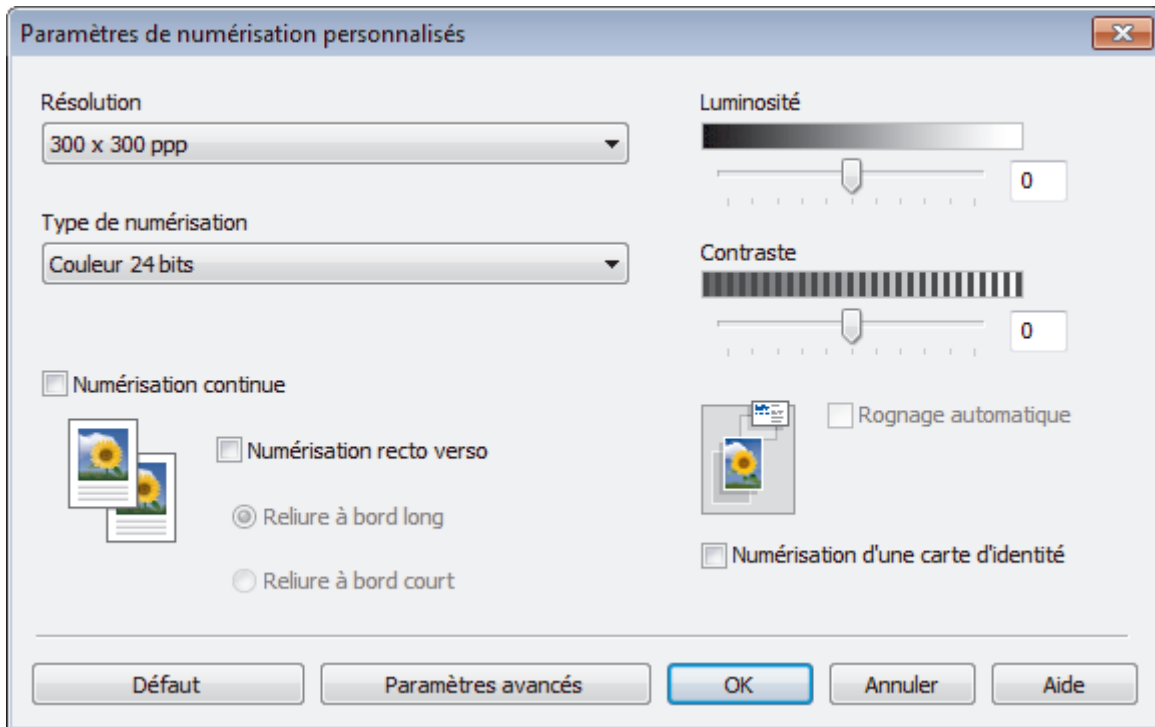 Paramètres de numérisation personnalisés
Résolution
300 x 300 ppp
Type de numérisation
Couleur 24 bits
Luminosité
0
Contraste
0
Numérisation continue
Numérisation recto verso
Reliure à bord long
Reliure à bord court
Rognage automatique
Numérisation d'une carte d'identité
Défaut
Paramètres avancés
OK
Annuler
Aide